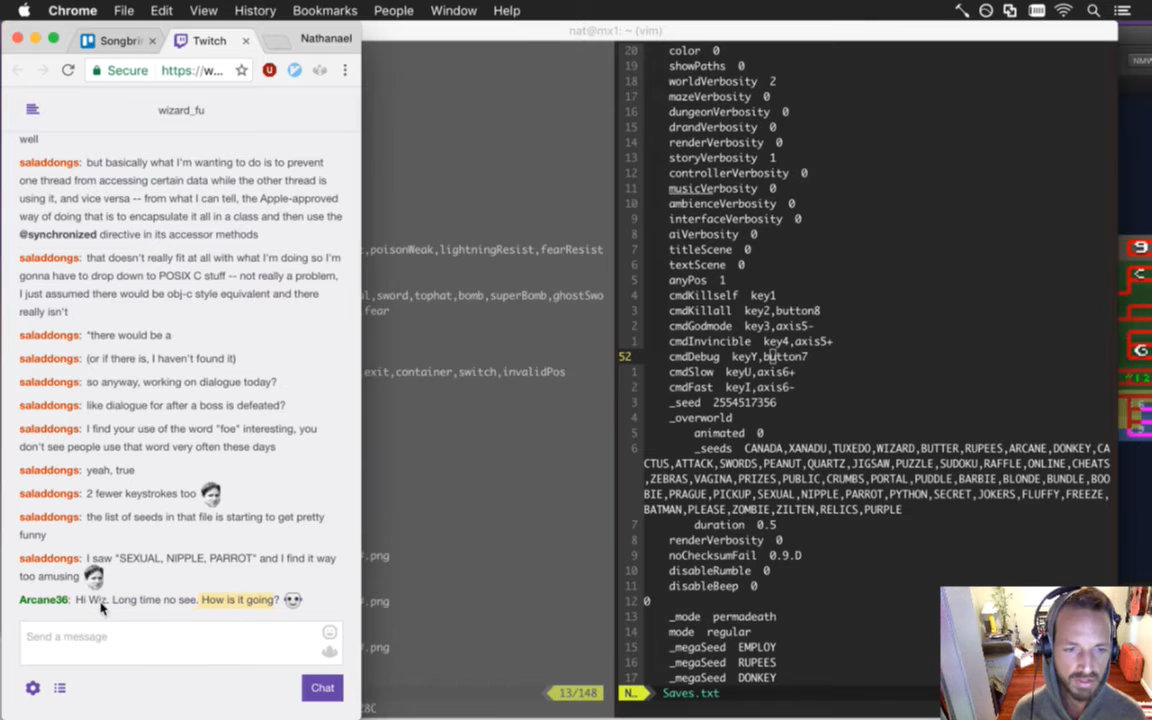 Chrome File Edit View History Bookmarks People Window Help
nat@mx1: (vim)
Twitch Nathanael
Secure https://w...
wizard_fu
well
saladdongs: but basically what I'm wanting to do is to prevent
one thread from accessing certain data while the other thread is
using it, and vice versa -- from what I can tell, the Apple-approved
way of doing that is to encapsulate it all in a class and then use the
@synchronized directive in its accessor methods
saladdongs: that doesn't really fit at all with what I'm doing so I'm
gonna have to drop down to POSIX C stuff -- not really a problem,
I just assumed there would be obj-c style equivalent and there
really isn't
saladdongs: "there would be a
saladdongs: (or if there is, I haven't found it)
saladdongs: so anyway, working on dialogue today?
saladdongs: like dialogue for after a boss is defeated?
saladdongs: I find your use of the word "foe" interesting, you
don't see people use that word very often these days
saladdongs: yeah, true
saladdongs: 2 fewer keystrokes too
saladdongs: the list of seeds in that file is starting to get pretty
funny
saladdongs: I saw "SEXUAL, NIPPLE, PARROT" and I find it way
too amusing
Arcane36: Hi Wiz. Long time no see. How is it going?
Send a message
Chat
,poisonWeak,lightningResist,fearResist
l,sword,tophat,bomb,superBomb,ghostSwo
fear
exit,container,switch,invalidPos
.png
.png
.png
13/148
20 color 0
19 showPaths 0
18 worldVerbosity 2
17 mazeVerbosity 0
16 dungeonVerbosity 0
15 drandVerbosity 0
14 renderVerbosity 0
13 storyVerbosity 1
12 controllerVerbosity 0
11 musicVerbosity 0
10 ambienceVerbosity 0
9 interfaceVerbosity 0
8 aiVerbosity 0
7 titleScene 0
6 textScene 0
5 anyPos 1
4 cmdKillself key1
3 cmdKillall key2,button8
2 cmdGodmode key3,axis5-
1 cmdInvincible key4,axis5+
52 cmdDebug keyY,button7
1 cmdSlow keyU,axis6+
2 cmdFast keyI,axis6-
3 _seed 2554517356
4 _overworld
5 animated 0
6 _seeds CANADA,XANADU,TUXEDO,WIZARD,BUTTER,RUPEES,ARCANE,DONKEY,CA
CTUS,ATTACK,SWORDS,PEANUT,QUARTZ,JIGSAW,PUZZLE,SUDOKU,RAFFLE,ONLINE,CHEATS
,ZEBRAS,VAGINA,PRIZES,PUBLIC,CRUMBS,PORTAL,PUDDLE,BARBIE,BLONDE,BUNDLE,BOO
BIE,PRAGUE,PICKUP,SEXUAL,NIPPLE,PARROT,PYTHON,SECRET,JOKERS,FLUFFY,FREEZE,
BATMAN,PLEASE,ZOMBIE,ZILTEN,RELICS,PURPLE
7 duration 0.5
8 renderVerbosity 0
9 noChecksumFail 0.9.D
10 disableRumble 0
11 disableBeep 0
12 0
13 _mode permadeath
14 mode regular
15 _megaSeed EMPLOY
16 _megaSeed RUPEES
17 _megaSeed DONKEY
N… Saves.txt